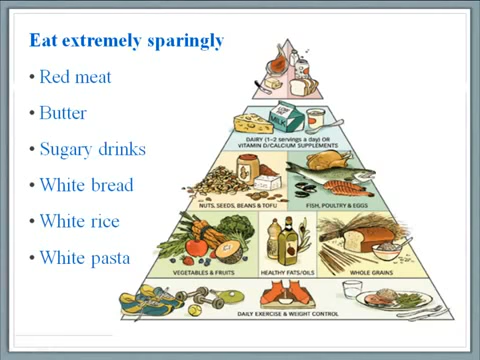 Eat extremely sparingly
• Red meat
• Butter
• Sugary drinks
• White bread
• White rice
• White pasta
MILK
DAIRY (1–2 servings a day) OR
VITAMIN D/CALCIUM SUPPLEMENTS
NUTS, SEEDS, BEANS & TOFU
FISH, POULTRY & EGGS
VEGETABLES & FRUITS
HEALTHY FATS/OILS
WHOLE GRAINS
DAILY EXERCISE & WEIGHT CONTROL